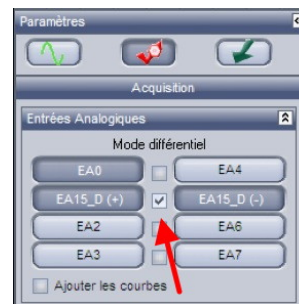 Paramètres
Acquisition
Entrées Analogiques
Mode différentiel
EA0 EA4
EA15_D (+) EA15_D (-)
EA2 EA6
EA3 EA7
Ajouter les courbes